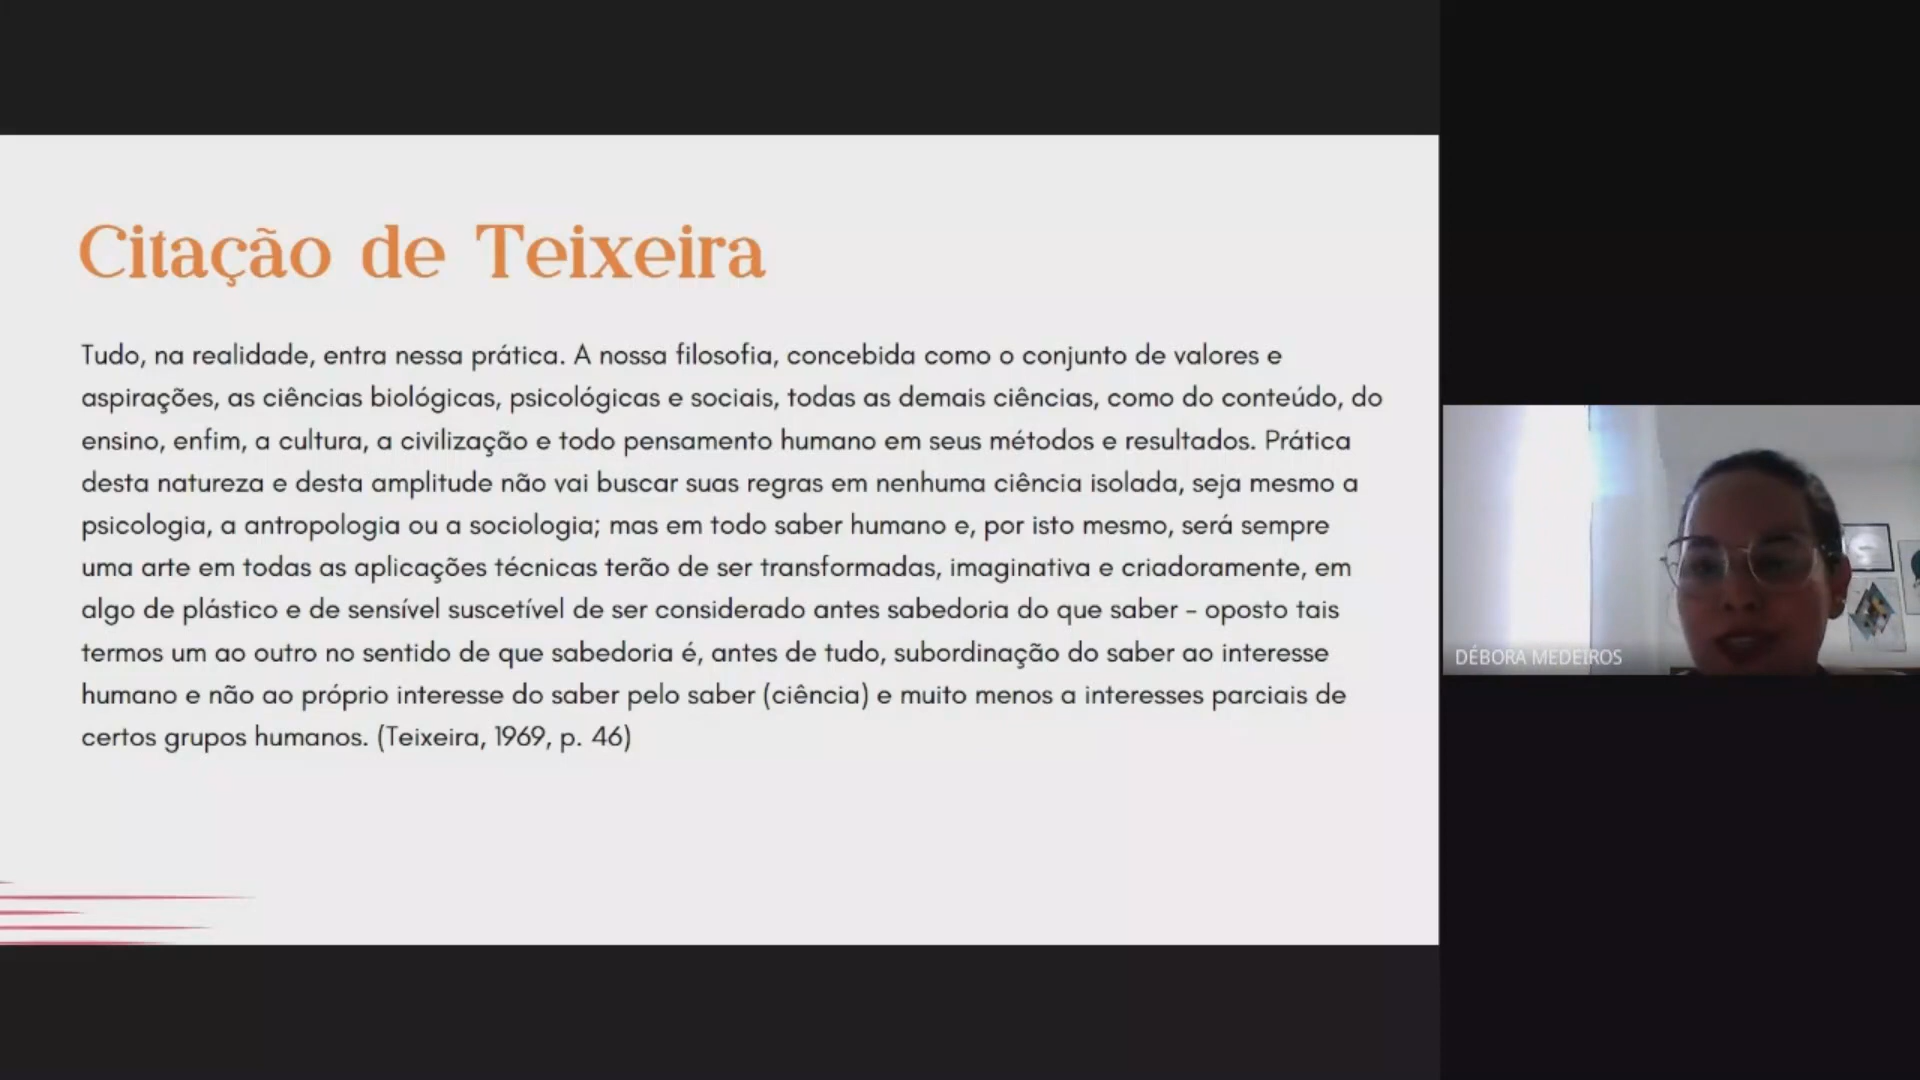 Citação de Teixeira
Tudo, na realidade, entra nessa prática. A nossa filosofia, concebida como o conjunto de valores e
aspirações, as ciências biológicas, psicológicas e sociais, todas as demais ciências, como do conteúdo, do
ensino, enfim, a cultura, a civilização e todo pensamento humano em seus métodos e resultados. Prática
desta natureza e desta amplitude não vai buscar suas regras em nenhuma ciência isolada, seja mesmo a
psicologia, a antropologia ou a sociologia; mas em todo saber humano e, por isto mesmo, será sempre
uma arte em todas as aplicações técnicas terão de ser transformadas, imaginativa e criadoramente, em
algo de plástico e de sensível suscetível de ser considerado antes sabedoria do que saber – oposto tais
termos um ao outro no sentido de que sabedoria é, antes de tudo, subordinação do saber ao interesse
humano e não ao próprio interesse do saber pelo saber (ciência) e muito menos a interesses parciais de
certos grupos humanos. (Teixeira, 1969, p. 46)
DÉBORA MEDEIROS